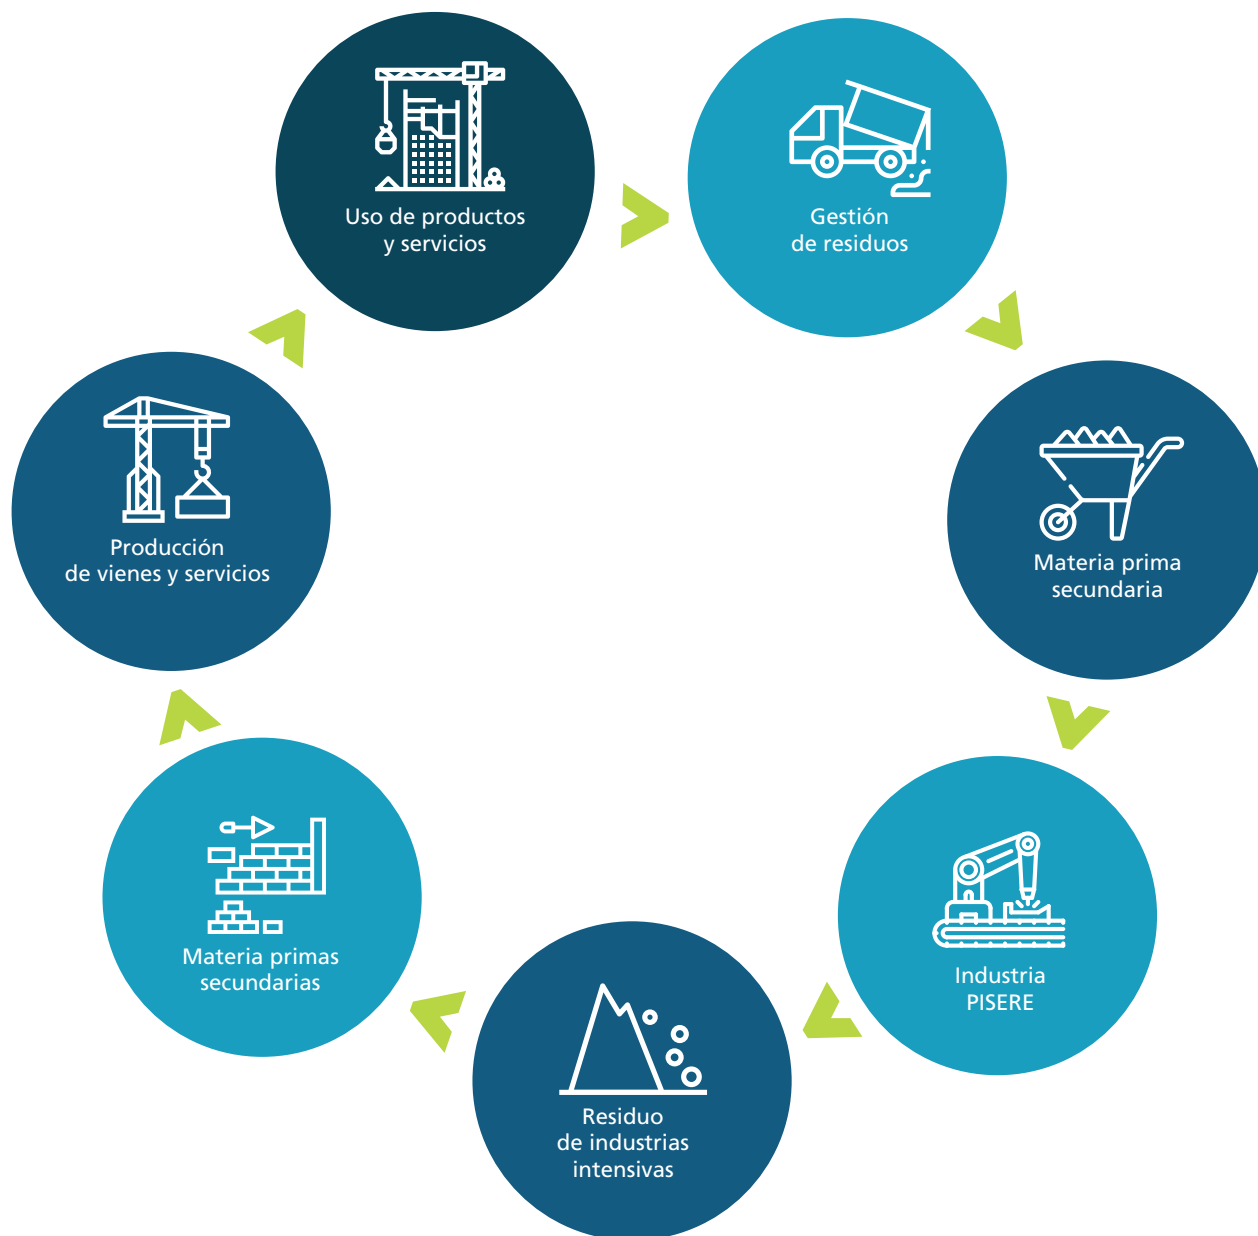 Uso de productos
y servicios
Gestión
de residuos
Materia prima
secundaria
Industria
PISERE
Residuo
de industrias
intensivas
Materia primas
secundarias
Producción
de vienes y servicios